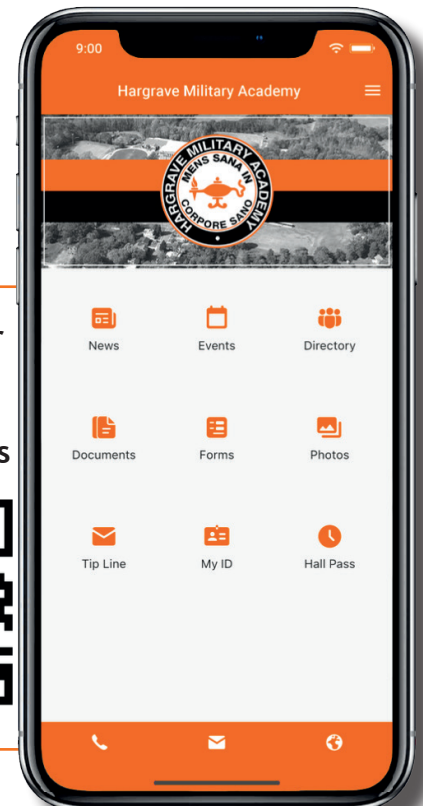 9:00
Hargrave Military Academy
HARGRAVE MILITARY ACADEMY
MENS SANA IN
CORPORE SANO
News
Events
Directory
Documents
Forms
Photos
Tip Line
My ID
Hall Pass